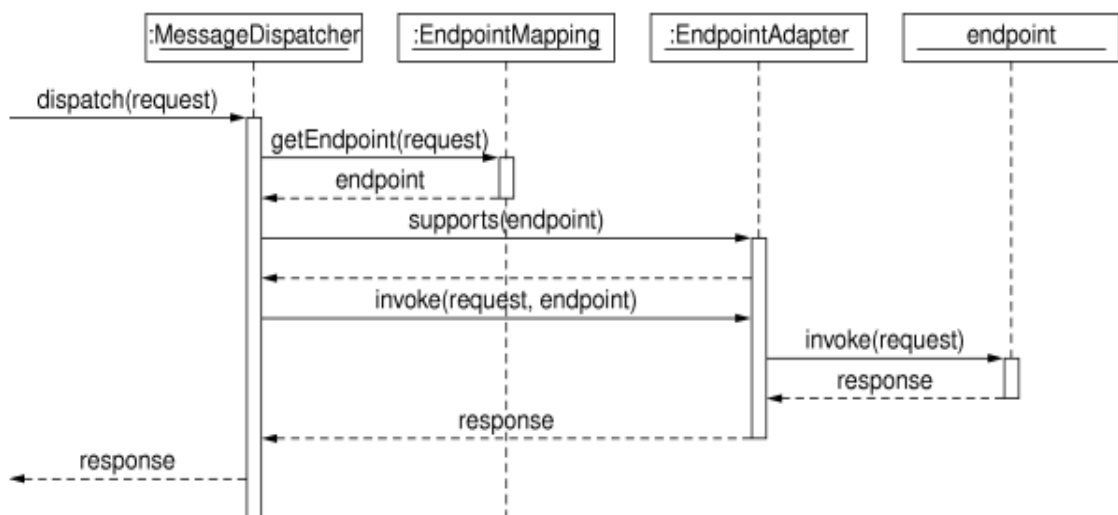 :MessageDispatcher
:EndpointMapping
:EndpointAdapter
endpoint
dispatch(request)
getEndpoint(request)
endpoint
supports(endpoint)
invoke(request, endpoint)
invoke(request)
response
response
response